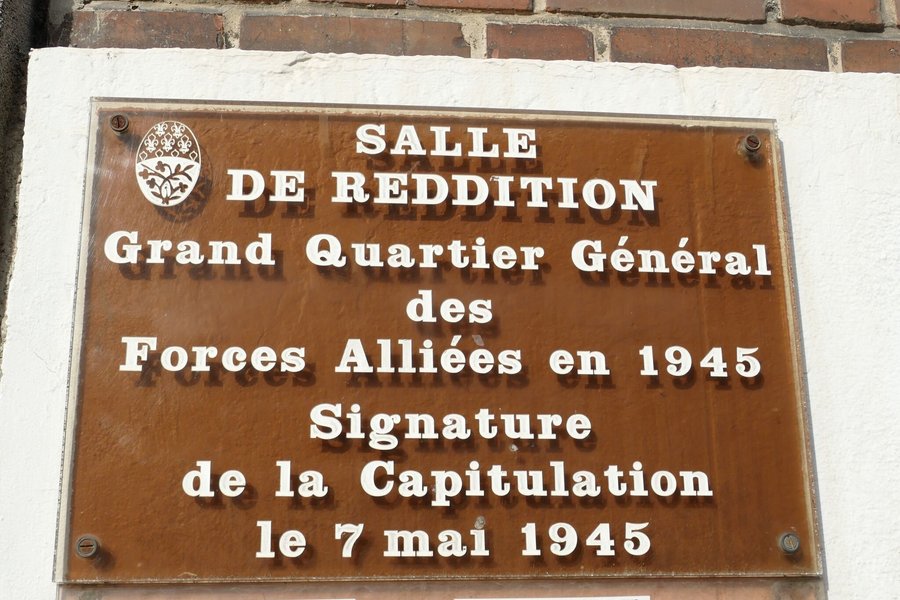 SALLE
DE REDDITION
Grand Quartier Général
des
Forces Alliées en 1945
Signature
de la Capitulation
le 7 mai 1945